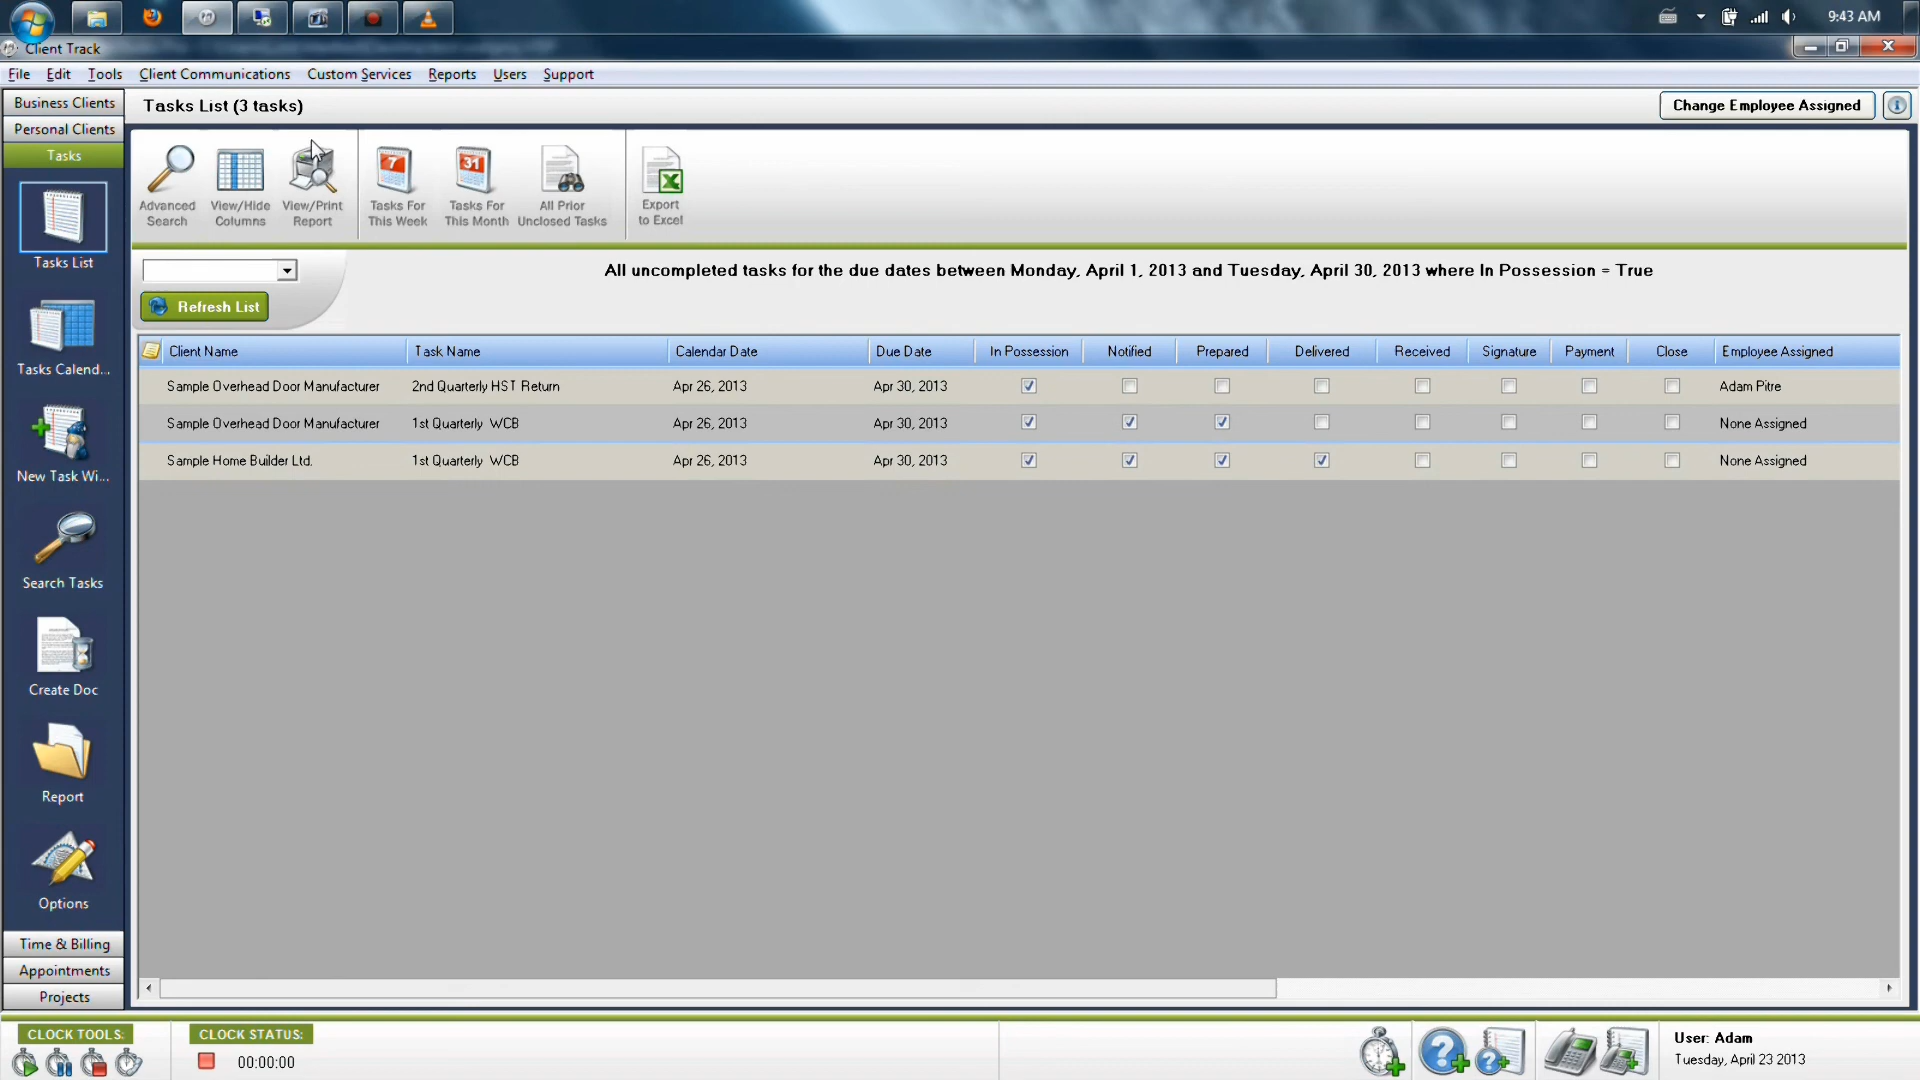 9:43 AM
Client Track
File Edit Tools Client Communications Custom Services Reports Users Support
Business Clients
Personal Clients
Tasks
Tasks List (3 tasks)
Change Employee Assigned
Advanced Search
View/Hide Columns
View/Print Report
Tasks For This Week
Tasks For This Month
All Prior Unclosed Tasks
Export to Excel
7
31
Refresh List
All uncompleted tasks for the due dates between Monday, April 1, 2013 and Tuesday, April 30, 2013 where In Possession = True
Client Name Task Name Calendar Date Due Date In Possession Notified Prepared Delivered Received Signature Payment Close Employee Assigned
Sample Overhead Door Manufacturer 2nd Quarterly HST Return Apr 26, 2013 Apr 30, 2013 Adam Pitre
Sample Overhead Door Manufacturer 1st Quarterly WCB Apr 26, 2013 Apr 30, 2013 None Assigned
Sample Home Builder Ltd. 1st Quarterly WCB Apr 26, 2013 Apr 30, 2013 None Assigned
Tasks List
Tasks Calend...
New Task Wi...
Search Tasks
Create Doc
Report
Options
Time & Billing
Appointments
Projects
CLOCK TOOLS:
CLOCK STATUS:
00:00:00
User: Adam
Tuesday, April 23 2013